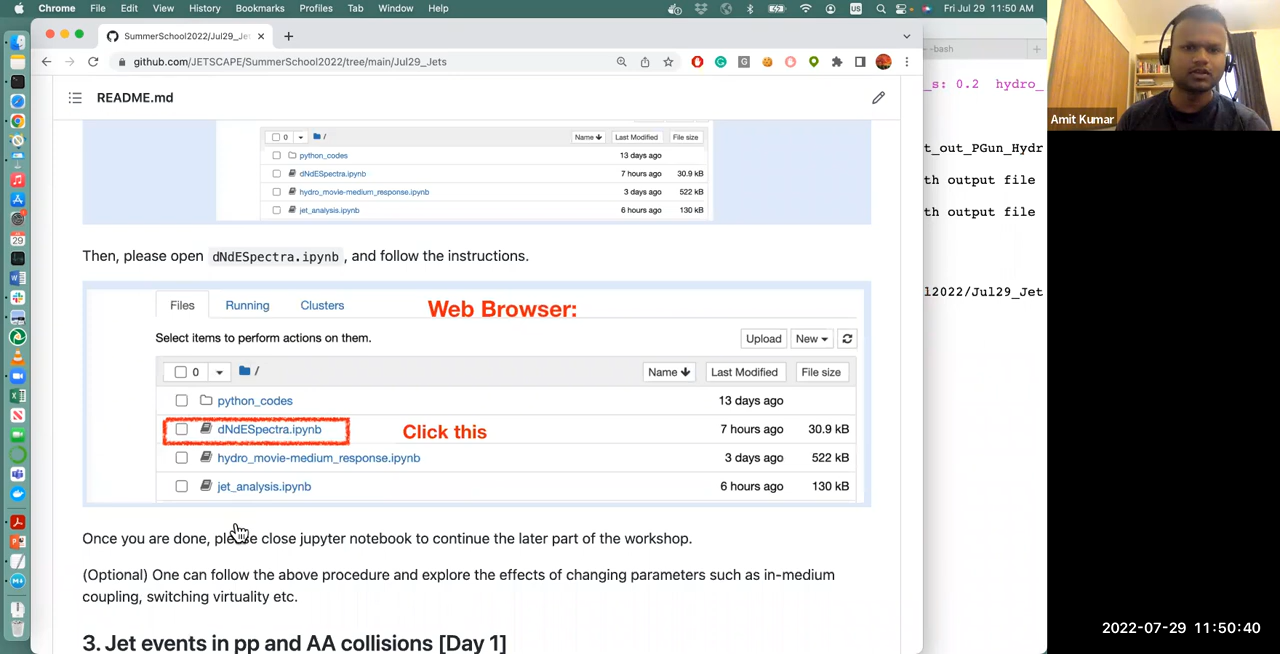 Chrome File Edit View History Bookmarks Profiles Tab Window Help US Fri Jul 29 11:50 AM
SummerSchool2022/Jul29_Jet
-bash
github.com/JETSCAPE/SummerSchool2022/tree/main/Jul29_Jets
README.md
_s: 0.2 hydro_
Amit Kumar
0 / Name Last Modified File size
python_codes 13 days ago
dNdESpectra.ipynb 7 hours ago 30.9 kB
hydro_movie-medium_response.ipynb 3 days ago 522 kB
jet_analysis.ipynb 6 hours ago 130 kB
t_out_PGun_Hydr
th output file
th output file
Then, please open dNdESpectra.ipynb , and follow the instructions.
l2022/Jul29_Jet
Files Running Clusters Web Browser:
Select items to perform actions on them. Upload New
0 / Name Last Modified File size
python_codes 13 days ago
dNdESpectra.ipynb Click this 7 hours ago 30.9 kB
hydro_movie-medium_response.ipynb 3 days ago 522 kB
jet_analysis.ipynb 6 hours ago 130 kB
Once you are done, please close jupyter notebook to continue the later part of the workshop.
(Optional) One can follow the above procedure and explore the effects of changing parameters such as in-medium
coupling, switching virtuality etc.
3. Jet events in pp and AA collisions [Day 1]
2022-07-29 11:50:40